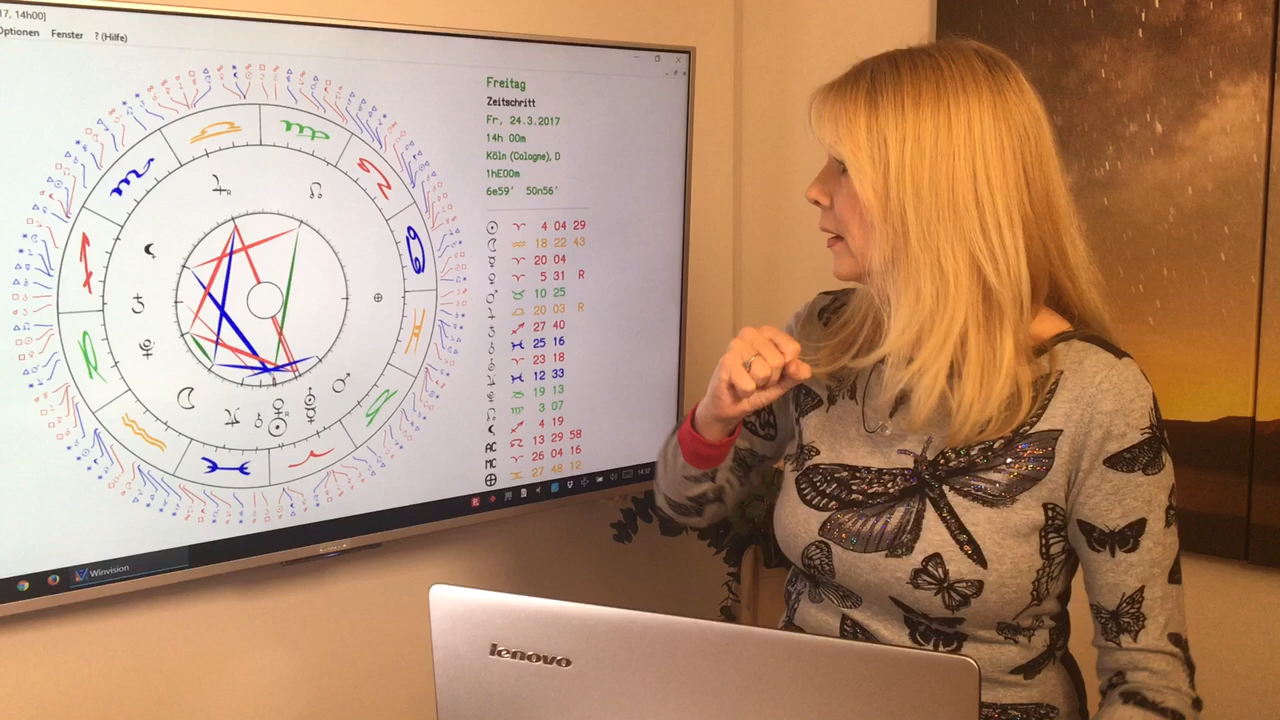 17, 14h00]
Optionen Fenster ? (Hilfe)
Freitag
Zeitschritt
Fr, 24.3.2017
14h 00m
Köln (Cologne), D
1hE00m
6e59' 50n56'
☉ ♈ 4 04 29
☽ ♒ 18 22 43
☿ ♈ 20 04
♀ ♈ 5 31 R
♂ ♉ 10 25
♃ ♎ 20 03 R
♄ ♐ 27 40
⚷ ♓ 25 16
♅ ♈ 23 18
♆ ♓ 12 33
♇ 19 13
☊ ♍ 3 07
⚸ ♐ 4 19
AC ♌ 13 29 58
MC ♈ 26 04 16
⊕ ♊ 27 48 12
R
R
14:32
Winvision
lenovo